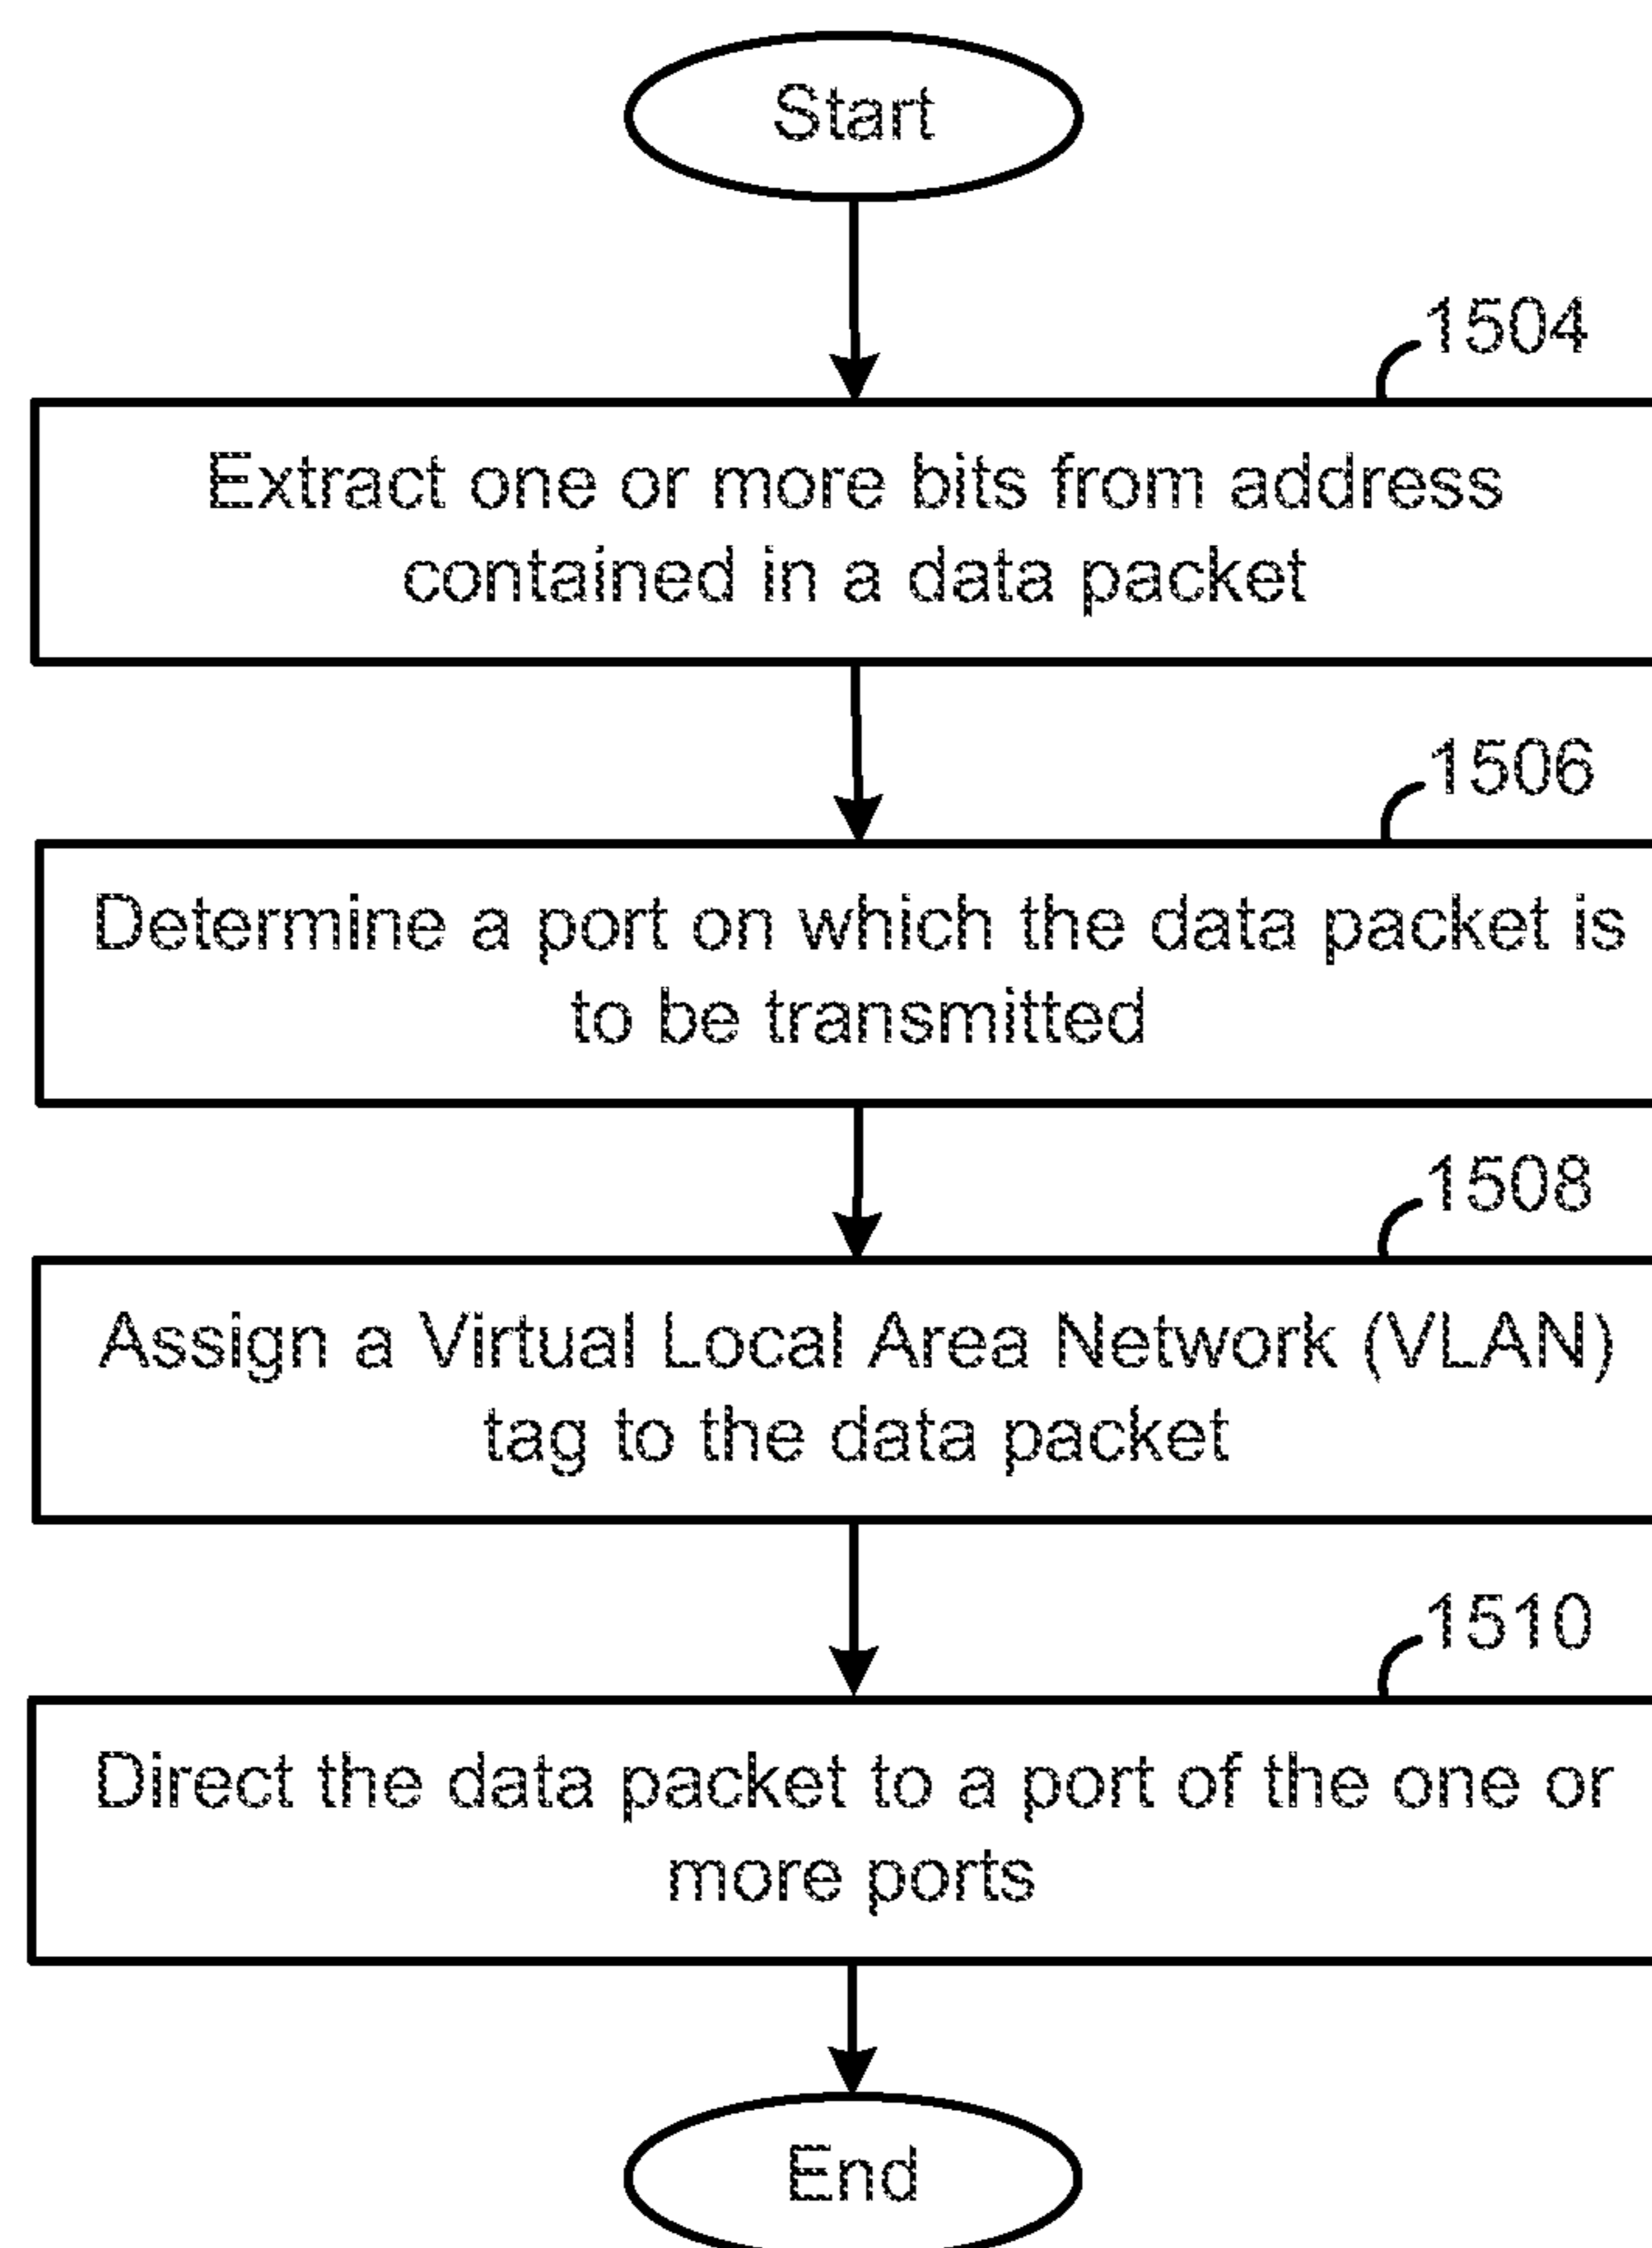 Start
1504
Extract one or more bits from address
contained in a data packet
1506
Determine a port on which the data packet is
to be transmitted
1508
Assign a Virtual Local Area Network (VLAN)
tag to the data packet
1510
Direct the data packet to a port of the one or
more ports
End